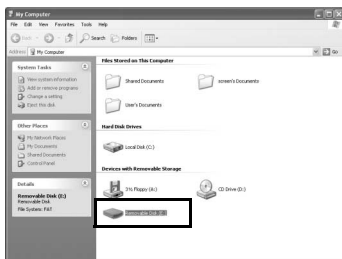 My Computer
File Edit View Favorites Tools Help
Back Search Folders
Address My Computer Go
System Tasks
View system information
Add or remove programs
Change a setting
Eject this disk
Other Places
My Network Places
My Documents
Shared Documents
Control Panel
Details
Removable Disk (E:)
Removable Disk
File System: FAT
Files Stored on This Computer
Shared Documents
screen's Documents
User's Documents
Hard Disk Drives
Local Disk (C:)
Devices with Removable Storage
3½ Floppy (A:)
CD Drive (D:)
Removable Disk (E:)